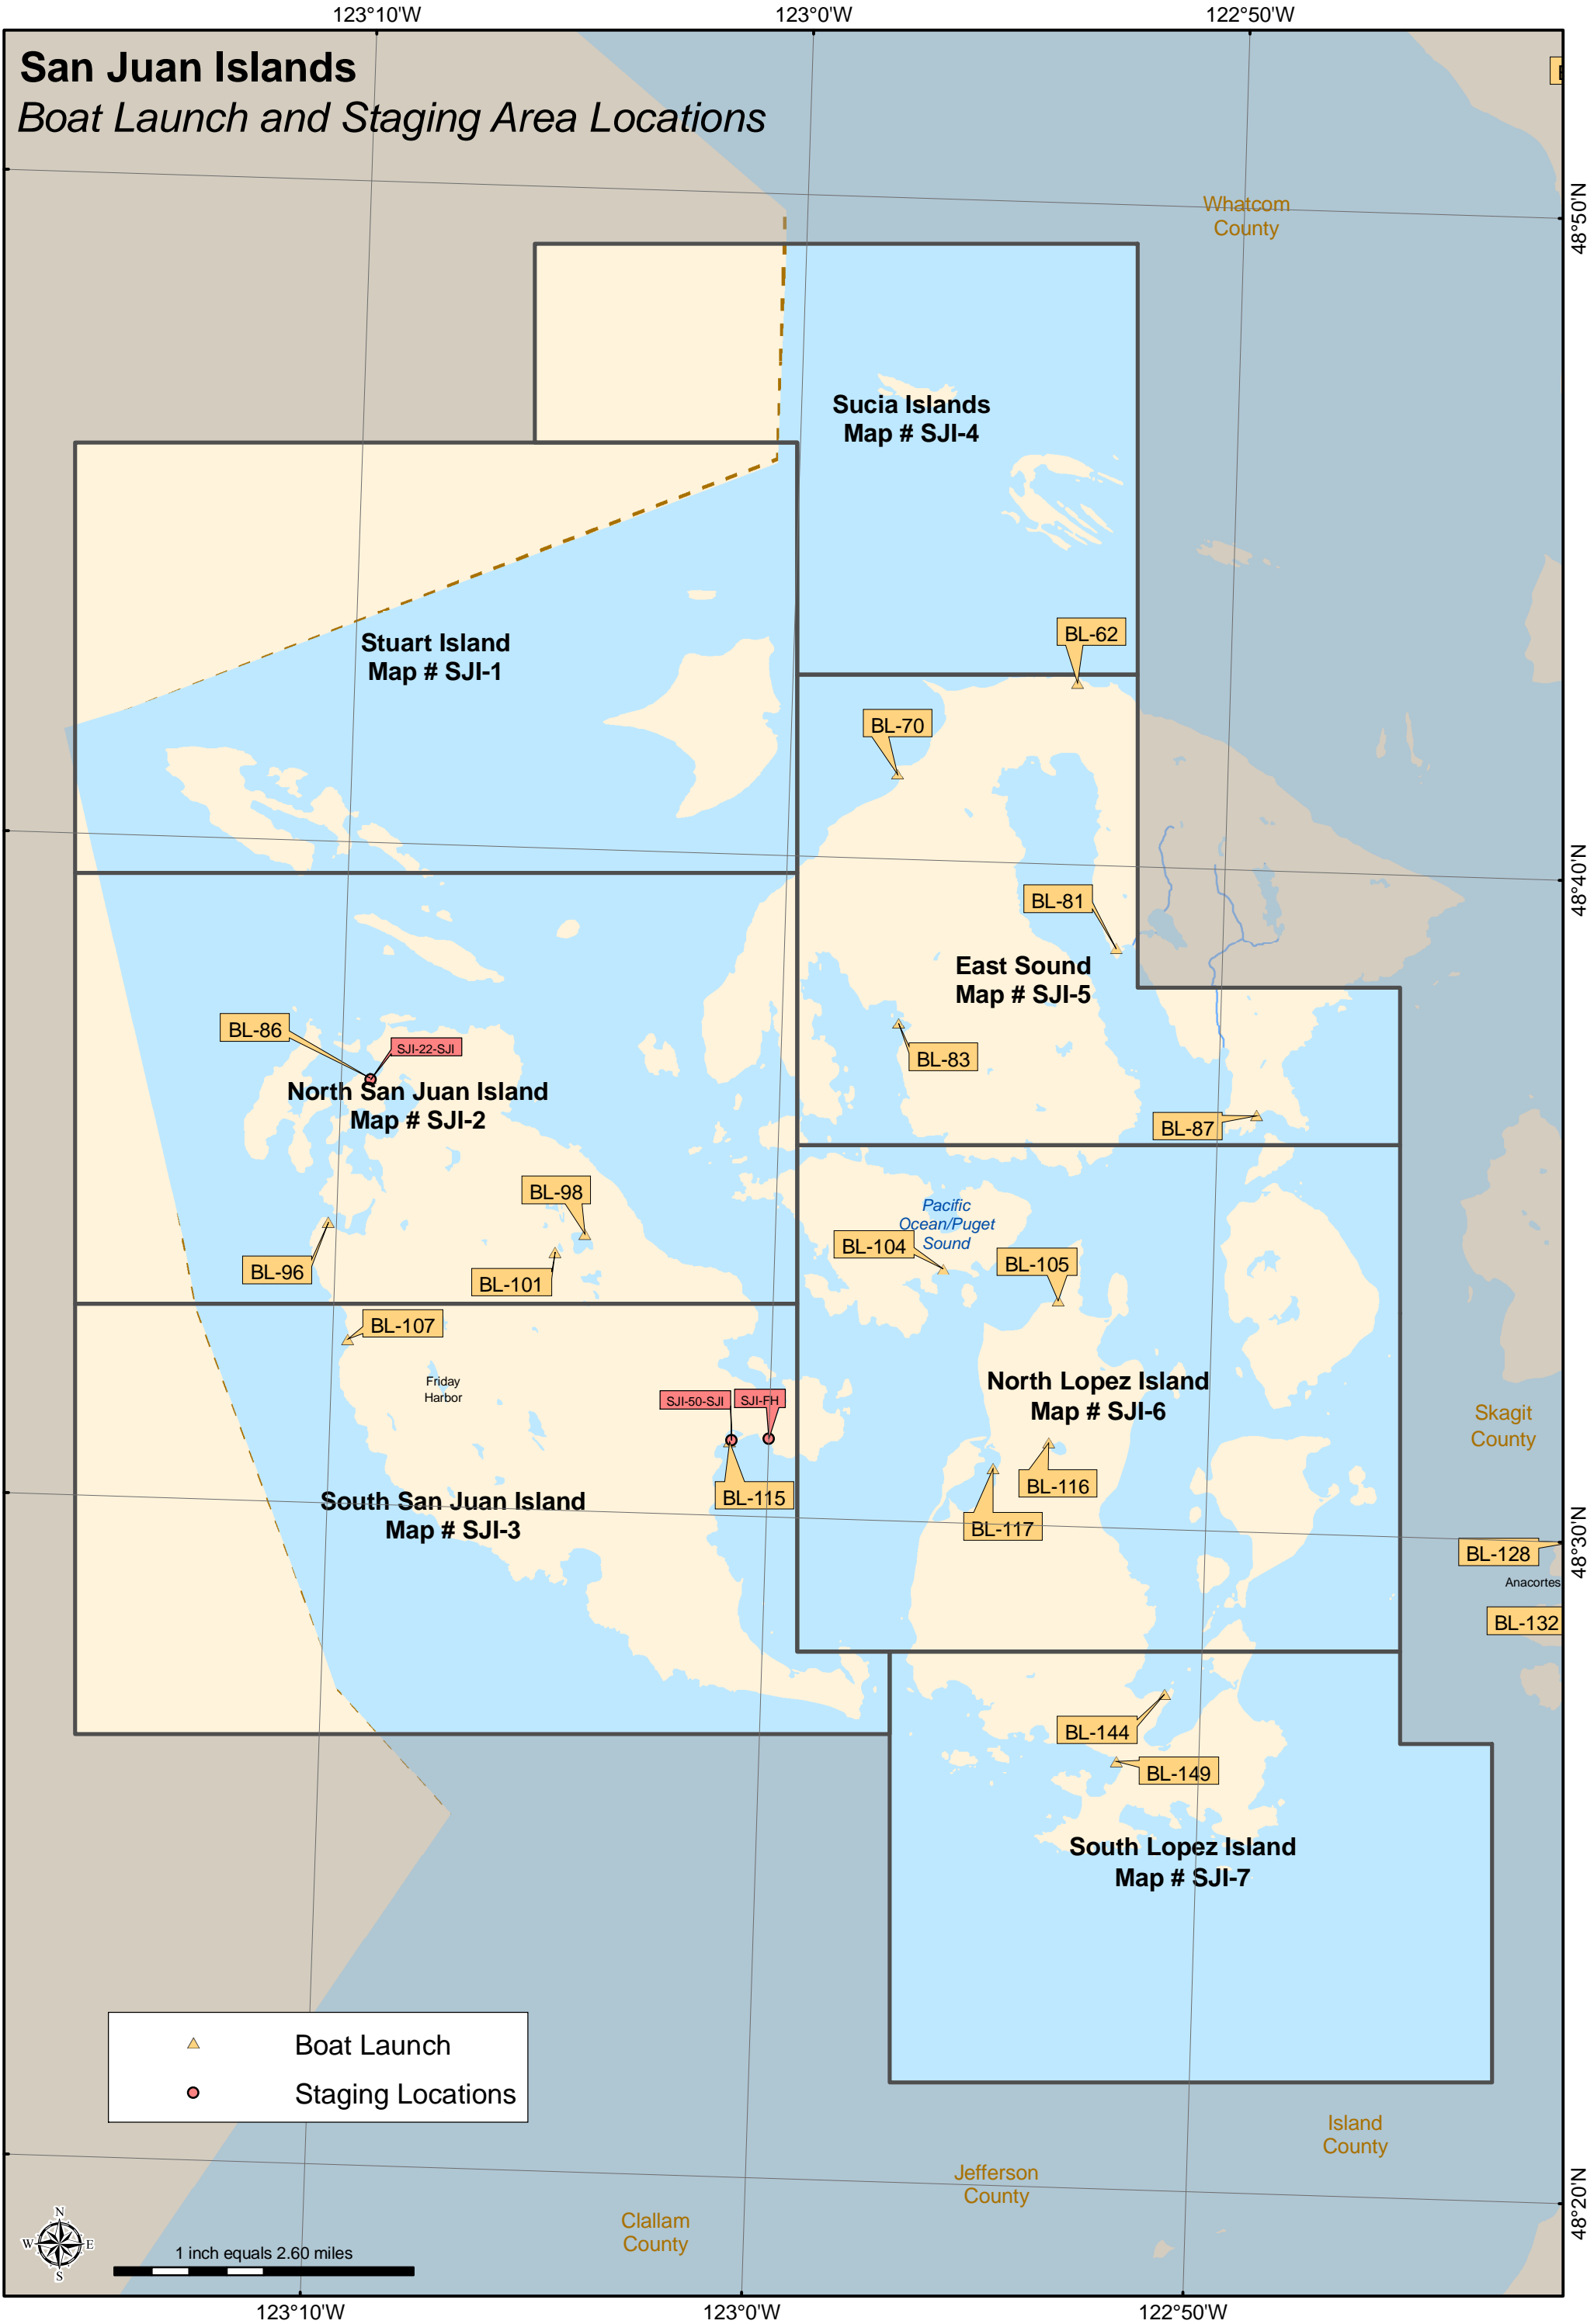 123°10'W
123°0'W
122°50'W
San Juan Islands
Boat Launch and Staging Area Locations
48°50'N
Whatcom
County
Sucia Islands
Map # SJI-4
Stuart Island
Map # SJI-1
BL-62
BL-70
48°40'N
BL-81
East Sound
Map # SJI-5
BL-86
SJI-22-SJI
BL-83
North San Juan Island
Map # SJI-2
BL-87
BL-98
Pacific
Ocean/Puget
Sound
BL-104
BL-105
BL-96
BL-101
BL-107
Friday
Harbor
SJI-50-SJI
SJI-FH
North Lopez Island
Map # SJI-6
Skagit
County
BL-115
BL-116
BL-117
South San Juan Island
Map # SJI-3
48°30'N
BL-128
Anacortes
BL-132
BL-144
BL-149
South Lopez Island
Map # SJI-7
Boat Launch
Staging Locations
Island
County
Jefferson
County
Clallam
County
48°20'N
N
W
E
S
1 inch equals 2.60 miles
123°10'W
123°0'W
122°50'W